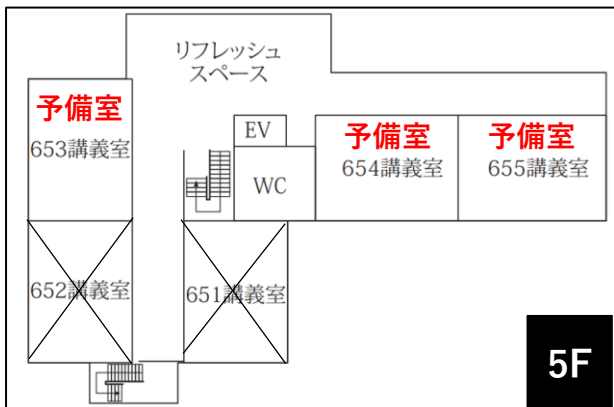 リフレッシュ
スペース
予備室
653講義室
EV
WC
予備室
654講義室
予備室
655講義室
652講義室
651講義室
5F